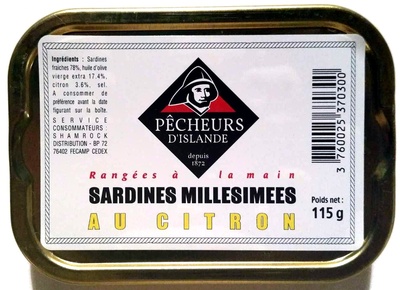 Ingrédients : Sardines
fraîches 78%, huile d'olive
vierge extra 17.4%,
citron 3.6%, sel.
A consommer de
préférence avant la date
figurant sur la boîte.
SERVICE
CONSOMMATEURS :
SHAMROCK
DISTRIBUTION - BP 72
76402 FECAMP CEDEX
PÊCHEURS
D'ISLANDE
depuis
1872
Rangées à la main
SARDINES MILLESIMEES
AU CITRON
Poids net :
115 g
3 760025 370300